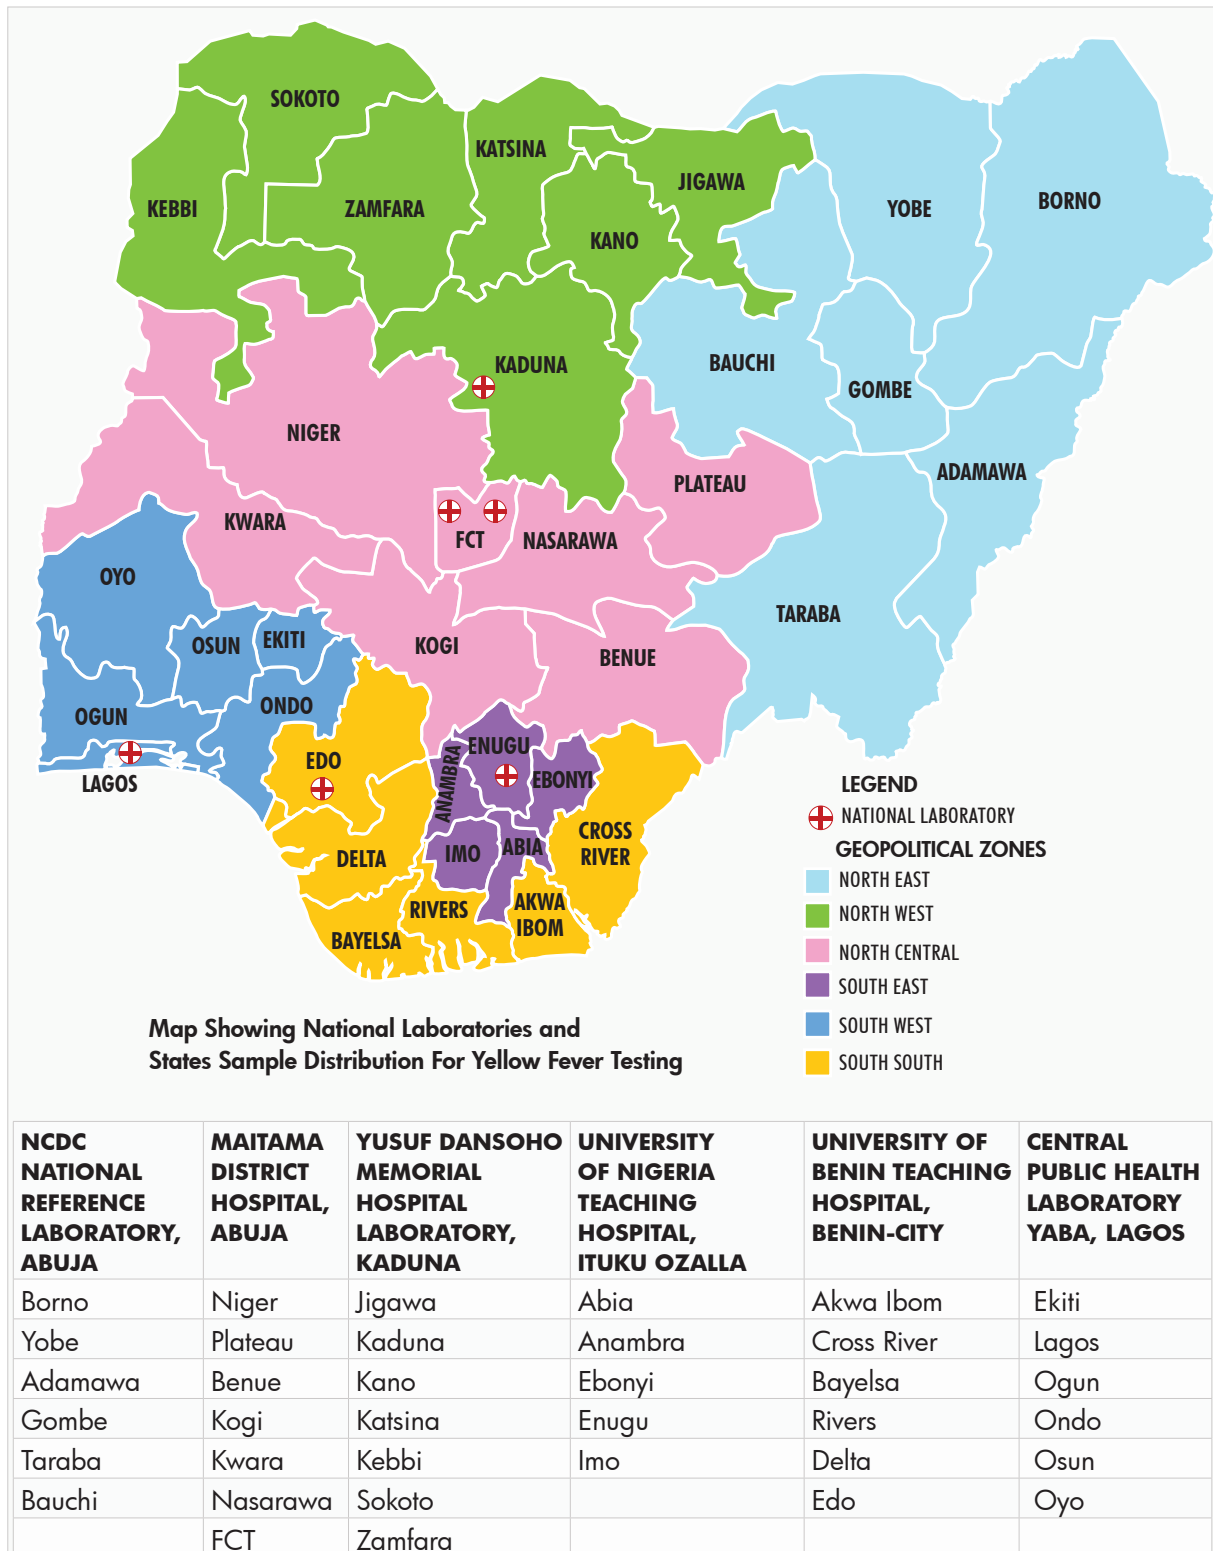 SOKOTO
KATSINA
JIGAWA
KEBBI
ZAMFARA
KANO
YOBE
BORNO
KADUNA
BAUCHI
GOMBE
NIGER
ADAMAWA
PLATEAU
KWARA
FCT
NASARAWA
OYO
TARABA
OSUN
EKITI
KOGI
BENUE
OGUN
ONDO
LAGOS
EDO
ANAMBRA
ENUGU
EBONYI
CROSS
RIVER
DELTA
IMO
ABIA
RIVERS
AKWA
IBOM
BAYELSA
LEGEND
NATIONAL LABORATORY
GEOPOLITICAL ZONES
NORTH EAST
NORTH WEST
NORTH CENTRAL
SOUTH EAST
SOUTH WEST
SOUTH SOUTH
Map Showing National Laboratories and
States Sample Distribution For Yellow Fever Testing
NCDC
NATIONAL
REFERENCE
LABORATORY,
ABUJA
MAITAMA
DISTRICT
HOSPITAL,
ABUJA
YUSUF DANSOHO
MEMORIAL
HOSPITAL
LABORATORY,
KADUNA
UNIVERSITY
OF NIGERIA
TEACHING
HOSPITAL,
ITUKU OZALLA
UNIVERSITY OF
BENIN TEACHING
HOSPITAL,
BENIN-CITY
CENTRAL
PUBLIC HEALTH
LABORATORY
YABA, LAGOS
Borno Niger Jigawa Abia Akwa Ibom Ekiti
Yobe Plateau Kaduna Anambra Cross River Lagos
Adamawa Benue Kano Ebonyi Bayelsa Ogun
Gombe Kogi Katsina Enugu Rivers Ondo
Taraba Kwara Kebbi Imo Delta Osun
Bauchi Nasarawa Sokoto Edo Oyo
FCT Zamfara